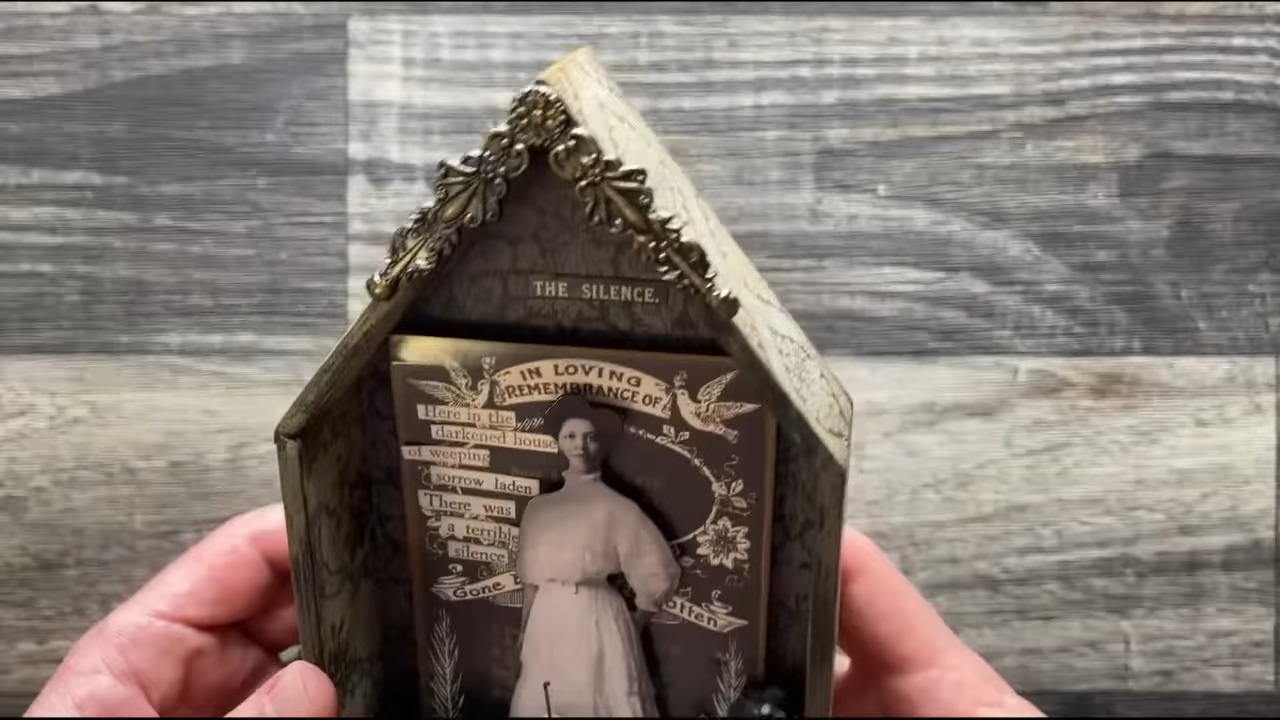 THE SILENCE.
IN LOVING
REMEMBRANCE OF
Here in the
darkened house
of weeping
sorrow laden
There was
a terrible
silence
Gone
otten